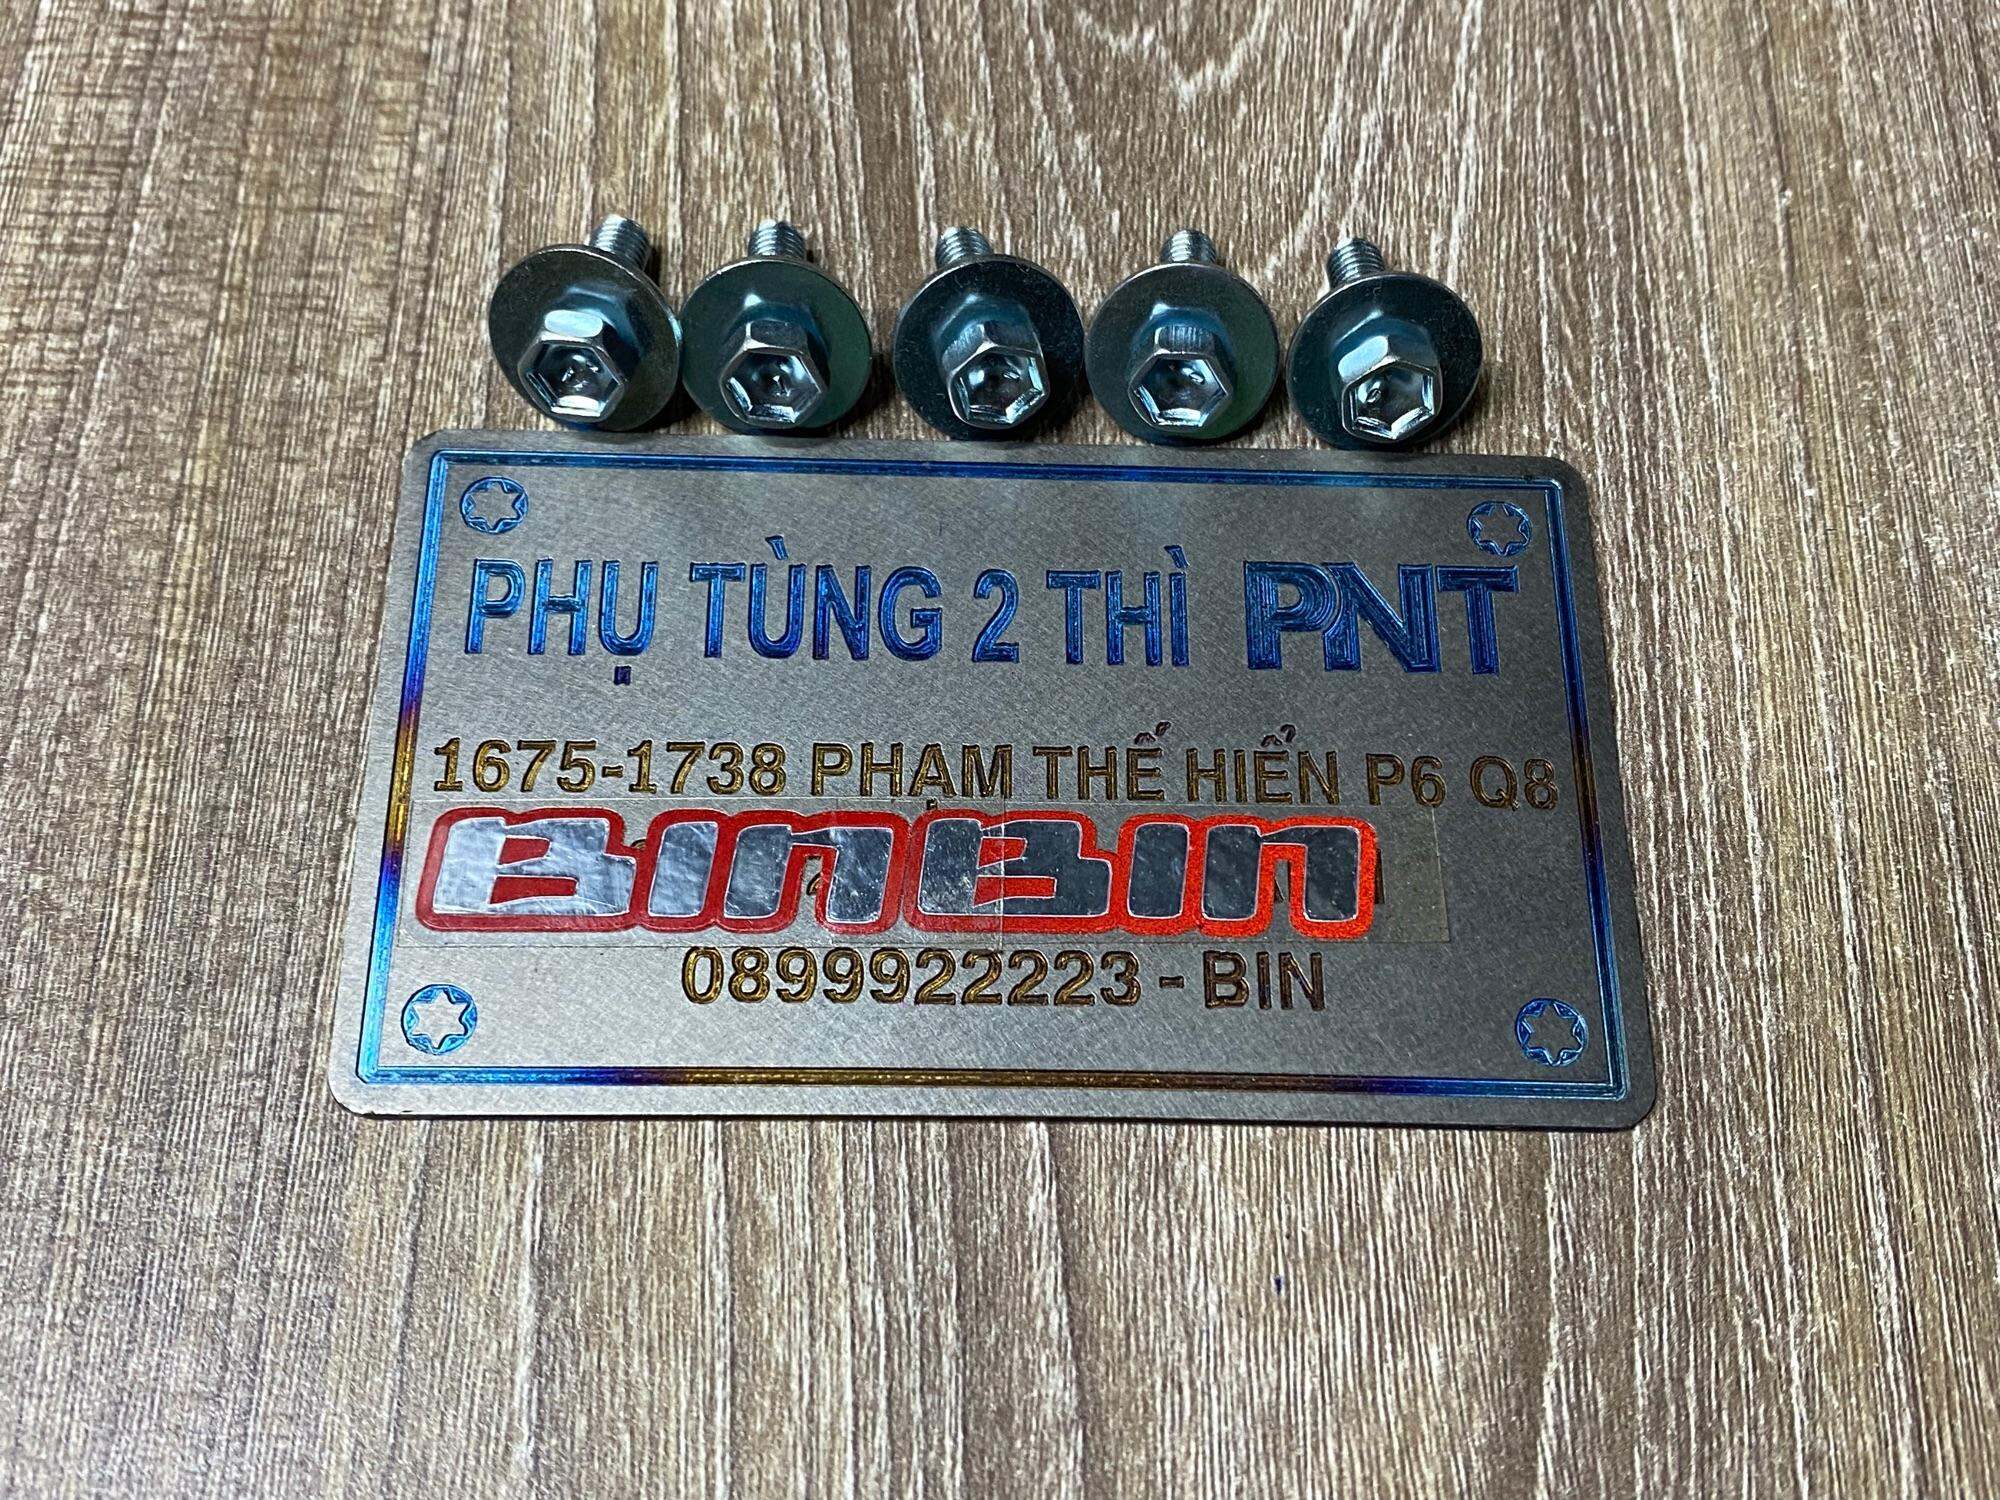 PHỤ TÙNG 2 THÌ PNT
1675-1738 PHẠM THẾ HIỂN P6 Q8
BINBIN
0899922223 - BIN